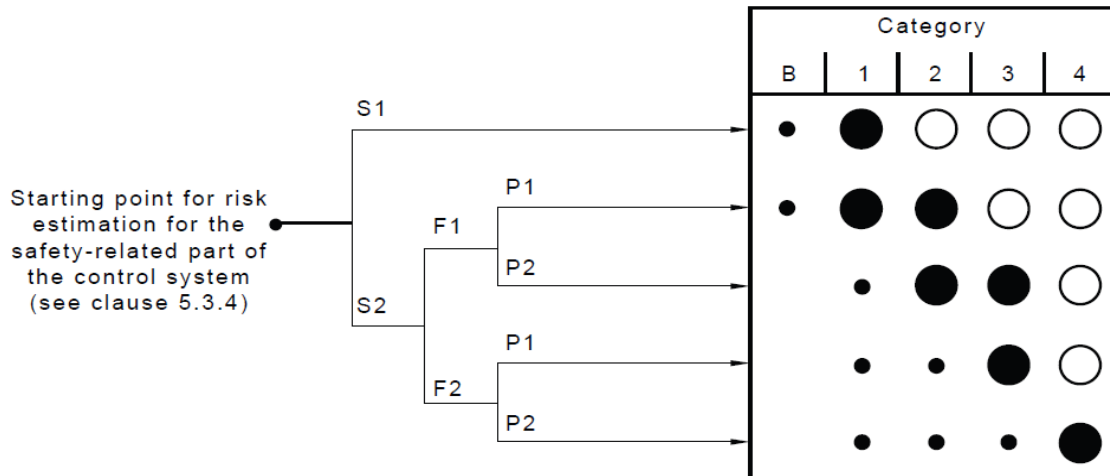 Category
B 1 2 3 4
S1
P1
Starting point for risk
estimation for the
safety-related part of
the control system
(see clause 5.3.4)
F1
P2
S2
P1
F2
P2